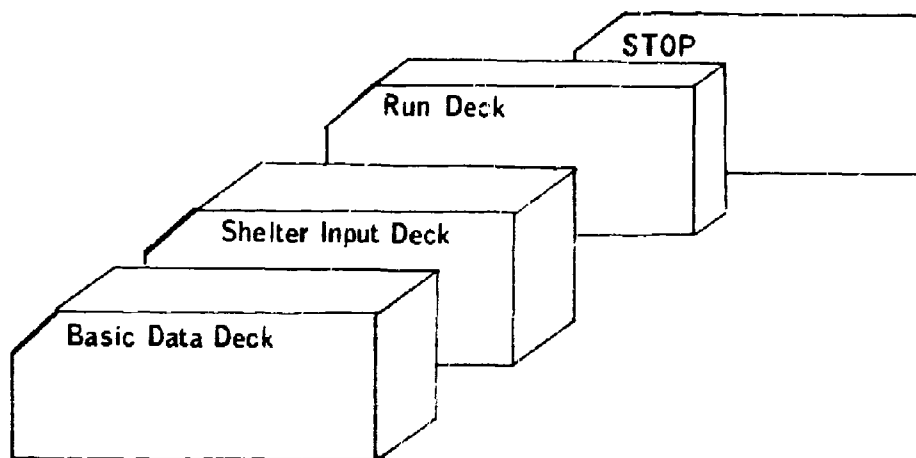 STOP
Run Deck
Shelter Input Deck
Basic Data Deck